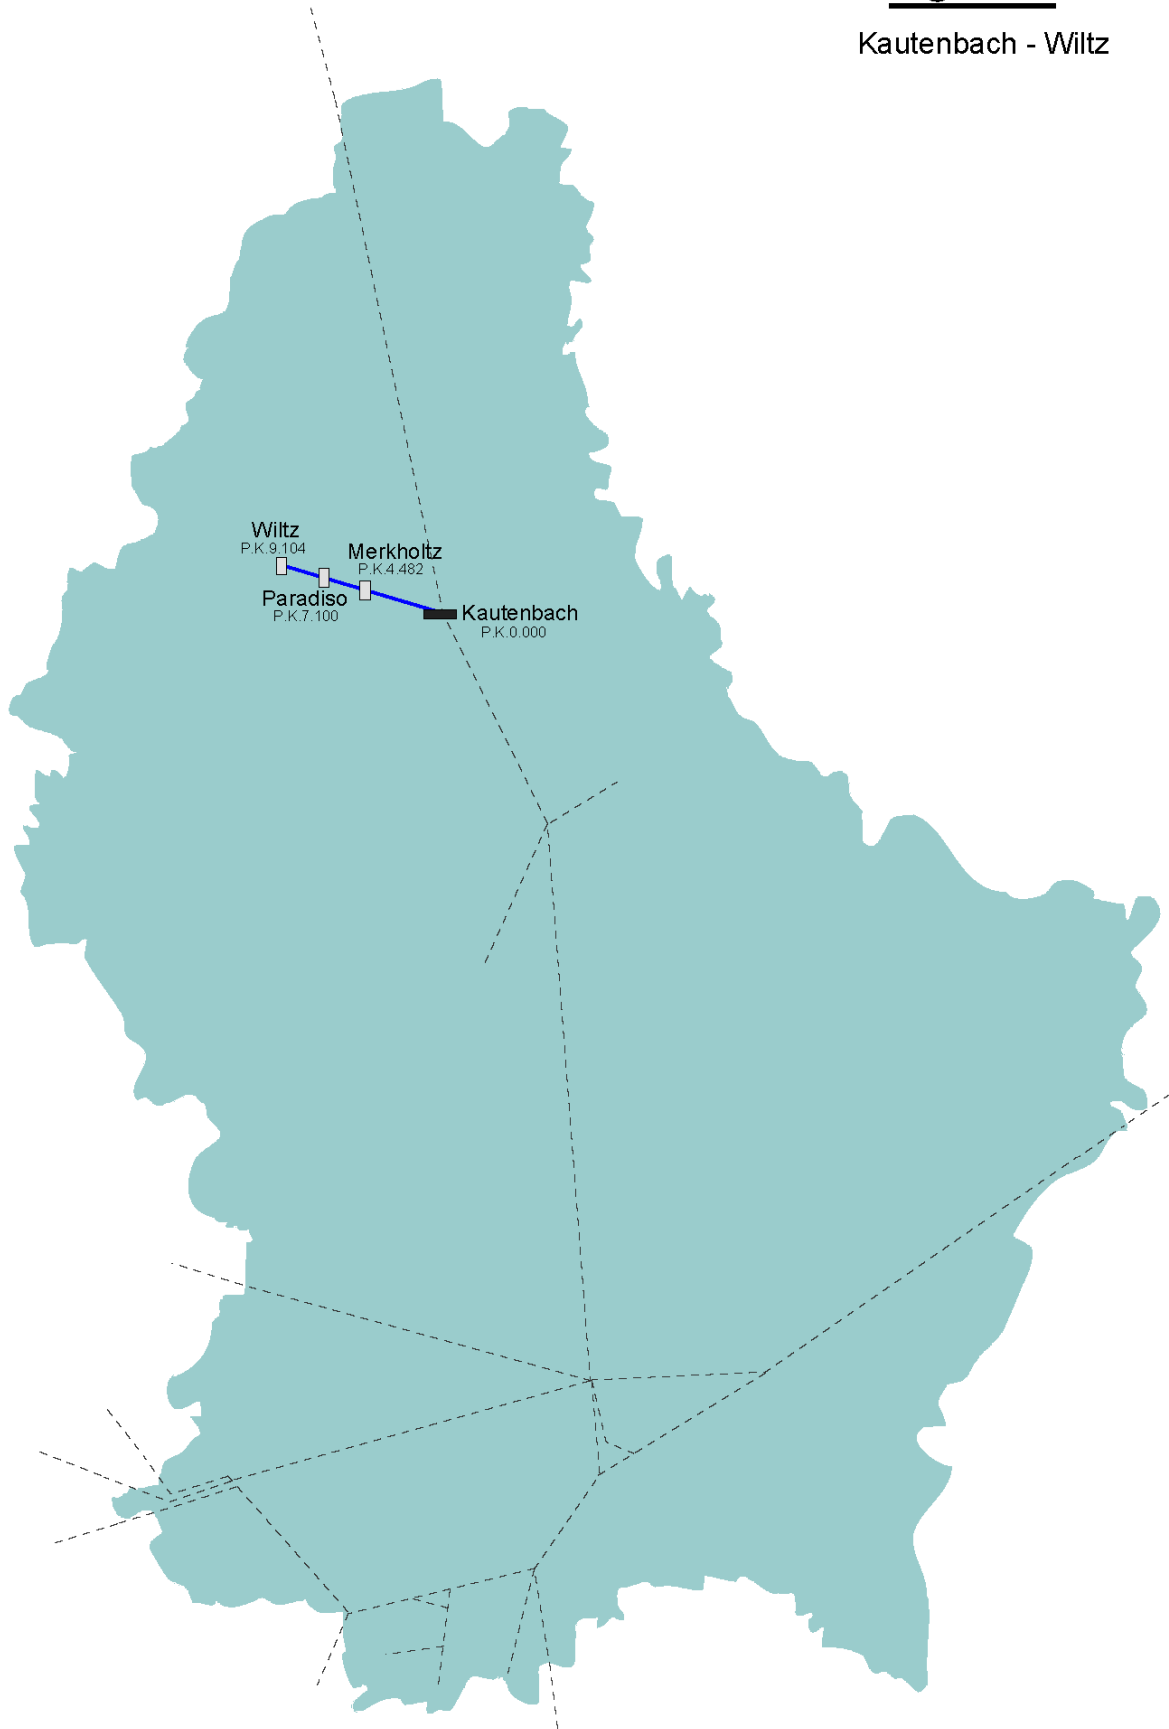 Kautenbach - Wiltz
Wiltz
P.K.9.104
Merkholtz
P.K.4.482
Paradiso
P.K.7.100
Kautenbach
P.K.0.000